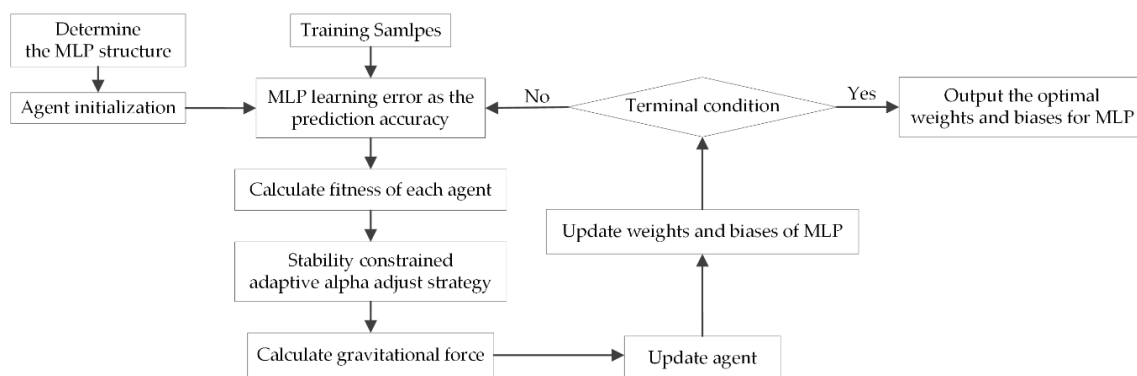 Determine
the MLP structure
Agent initialization
Training Samlpes
MLP learning error as the
prediction accuracy
Calculate fitness of each agent
Stability constrained
adaptive alpha adjust strategy
Calculate gravitational force
Update agent
Update weights and biases of MLP
Terminal condition
No
Yes
Output the optimal
weights and biases for MLP